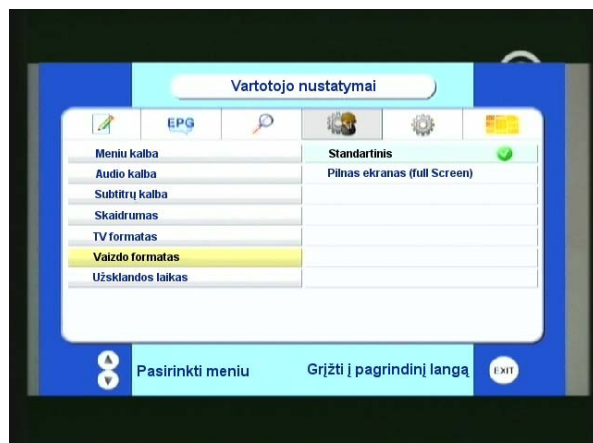 Vartotojo nustatymai
EPG
Meniu kalba
Standartinis
Audio kalba
Pilnas ekranas (full Screen)
Subtitrų kalba
Skaidrumas
TV formatas
Vaizdo formatas
Užsklandos laikas
Pasirinkti meniu
Grįžti į pagrindinį langą
EXIT